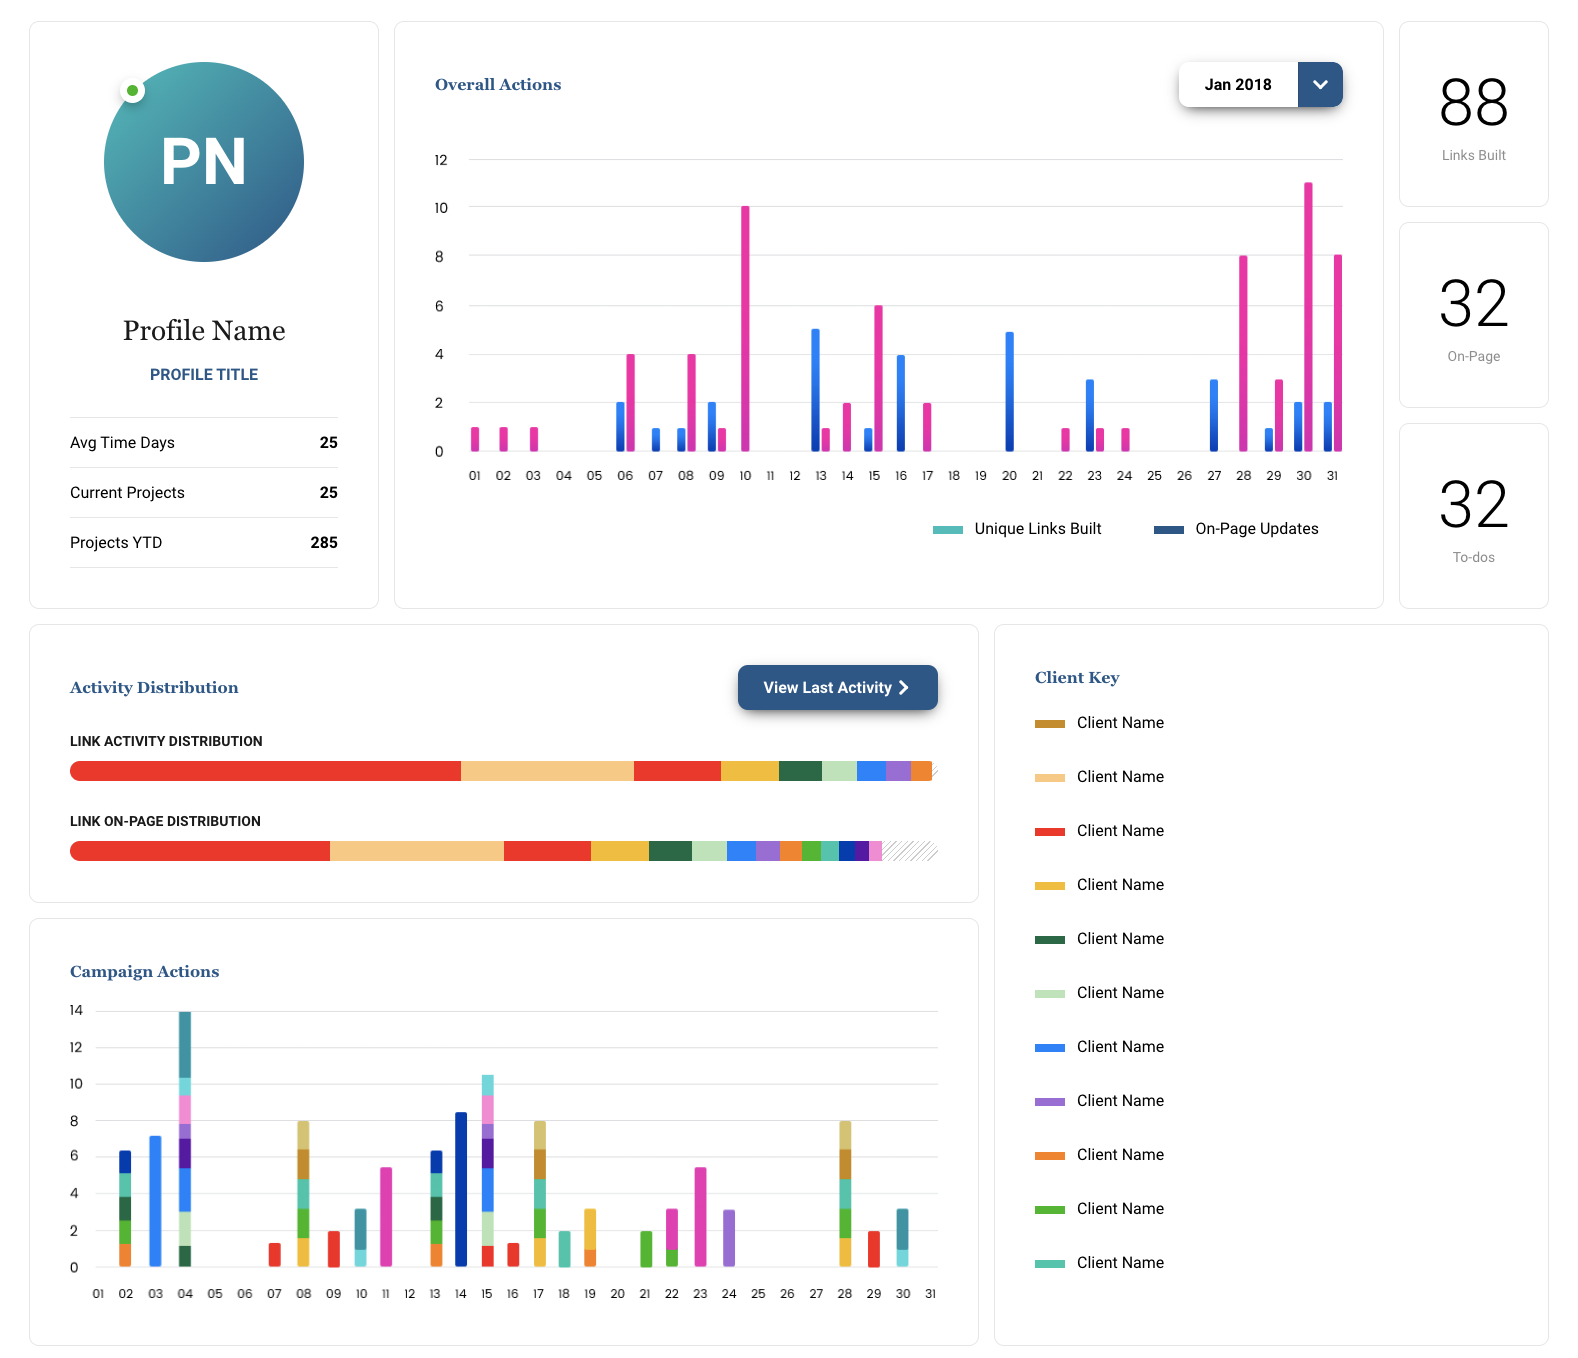 PN
Profile Name
PROFILE TITLE
Avg Time Days 25
Current Projects 25
Projects YTD 285
Overall Actions
Jan 2018
12
10
8
6
4
2
0
01 02 03 04 05 06 07 08 09 10 11 12 13 14 15 16 17 18 19 20 21 22 23 24 25 26 27 28 29 30 31
Unique Links Built On-Page Updates
88
Links Built
32
On-Page
32
To-dos
Activity Distribution
View Last Activity
LINK ACTIVITY DISTRIBUTION
LINK ON-PAGE DISTRIBUTION
Campaign Actions
14
12
10
8
6
4
2
0
01 02 03 04 05 06 07 08 09 10 11 12 13 14 15 16 17 18 19 20 21 22 23 24 25 26 27 28 29 30 31
Client Key
Client Name
Client Name
Client Name
Client Name
Client Name
Client Name
Client Name
Client Name
Client Name
Client Name
Client Name